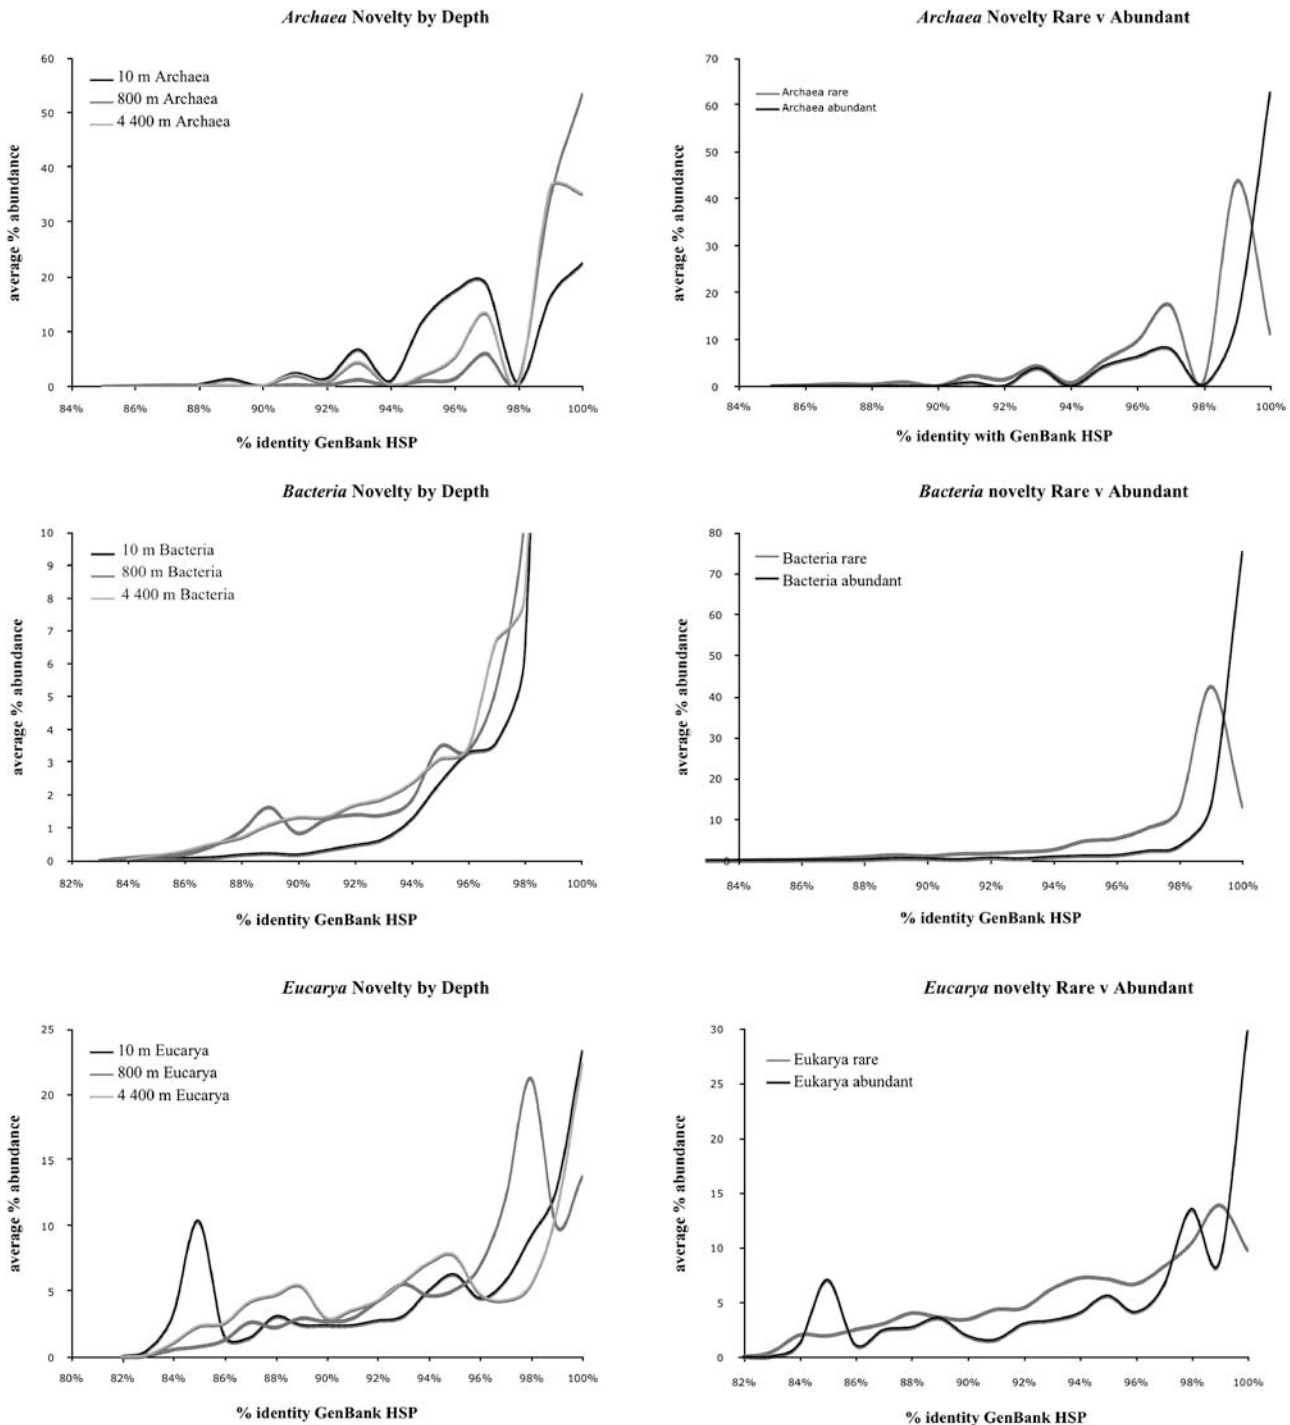 Archaea Novelty by Depth
average % abundance
60
50
40
30
20
10
0
10 m Archaea
800 m Archaea
4 400 m Archaea
84% 86% 88% 90% 92% 94% 96% 98% 100%
% identity GenBank HSP
Archaea Novelty Rare v Abundant
average % abundance
70
60
50
40
30
20
10
0
Archaea rare
Archaea abundant
84% 86% 88% 90% 92% 94% 96% 98% 100%
% identity with GenBank HSP
Bacteria Novelty by Depth
average % abundance
10
9
8
7
6
5
4
3
2
1
0
10 m Bacteria
800 m Bacteria
4 400 m Bacteria
82% 84% 86% 88% 90% 92% 94% 96% 98% 100%
% identity GenBank HSP
Bacteria novelty Rare v Abundant
average % abundance
80
70
60
50
40
30
20
10
0
Bacteria rare
Bacteria abundant
84% 86% 88% 90% 92% 94% 96% 98% 100%
% identity GenBank HSP
Eucarya Novelty by Depth
average % abundance
25
20
15
10
5
0
10 m Eucarya
800 m Eucarya
4 400 m Eucarya
80% 82% 84% 86% 88% 90% 92% 94% 96% 98% 100%
% identity GenBank HSP
Eucarya novelty Rare v Abundant
average % abundance
30
25
20
15
10
5
0
Eukarya rare
Eukarya abundant
82% 84% 86% 88% 90% 92% 94% 96% 98% 100%
% identity GenBank HSP